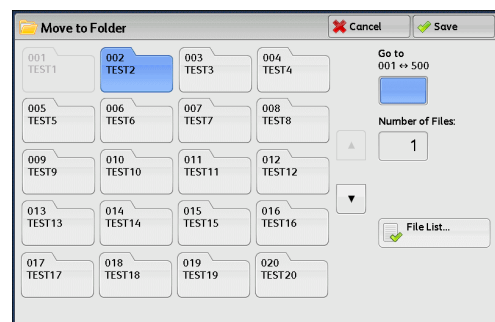 Move to Folder
Cancel
Save
001
TEST1
002
TEST2
003
TEST3
004
TEST4
Go to
001 ↔ 500
005
TEST5
006
TEST6
007
TEST7
008
TEST8
Number of Files:
1
009
TEST9
010
TEST10
011
TEST11
012
TEST12
013
TEST13
014
TEST14
015
TEST15
016
TEST16
File List...
017
TEST17
018
TEST18
019
TEST19
020
TEST20